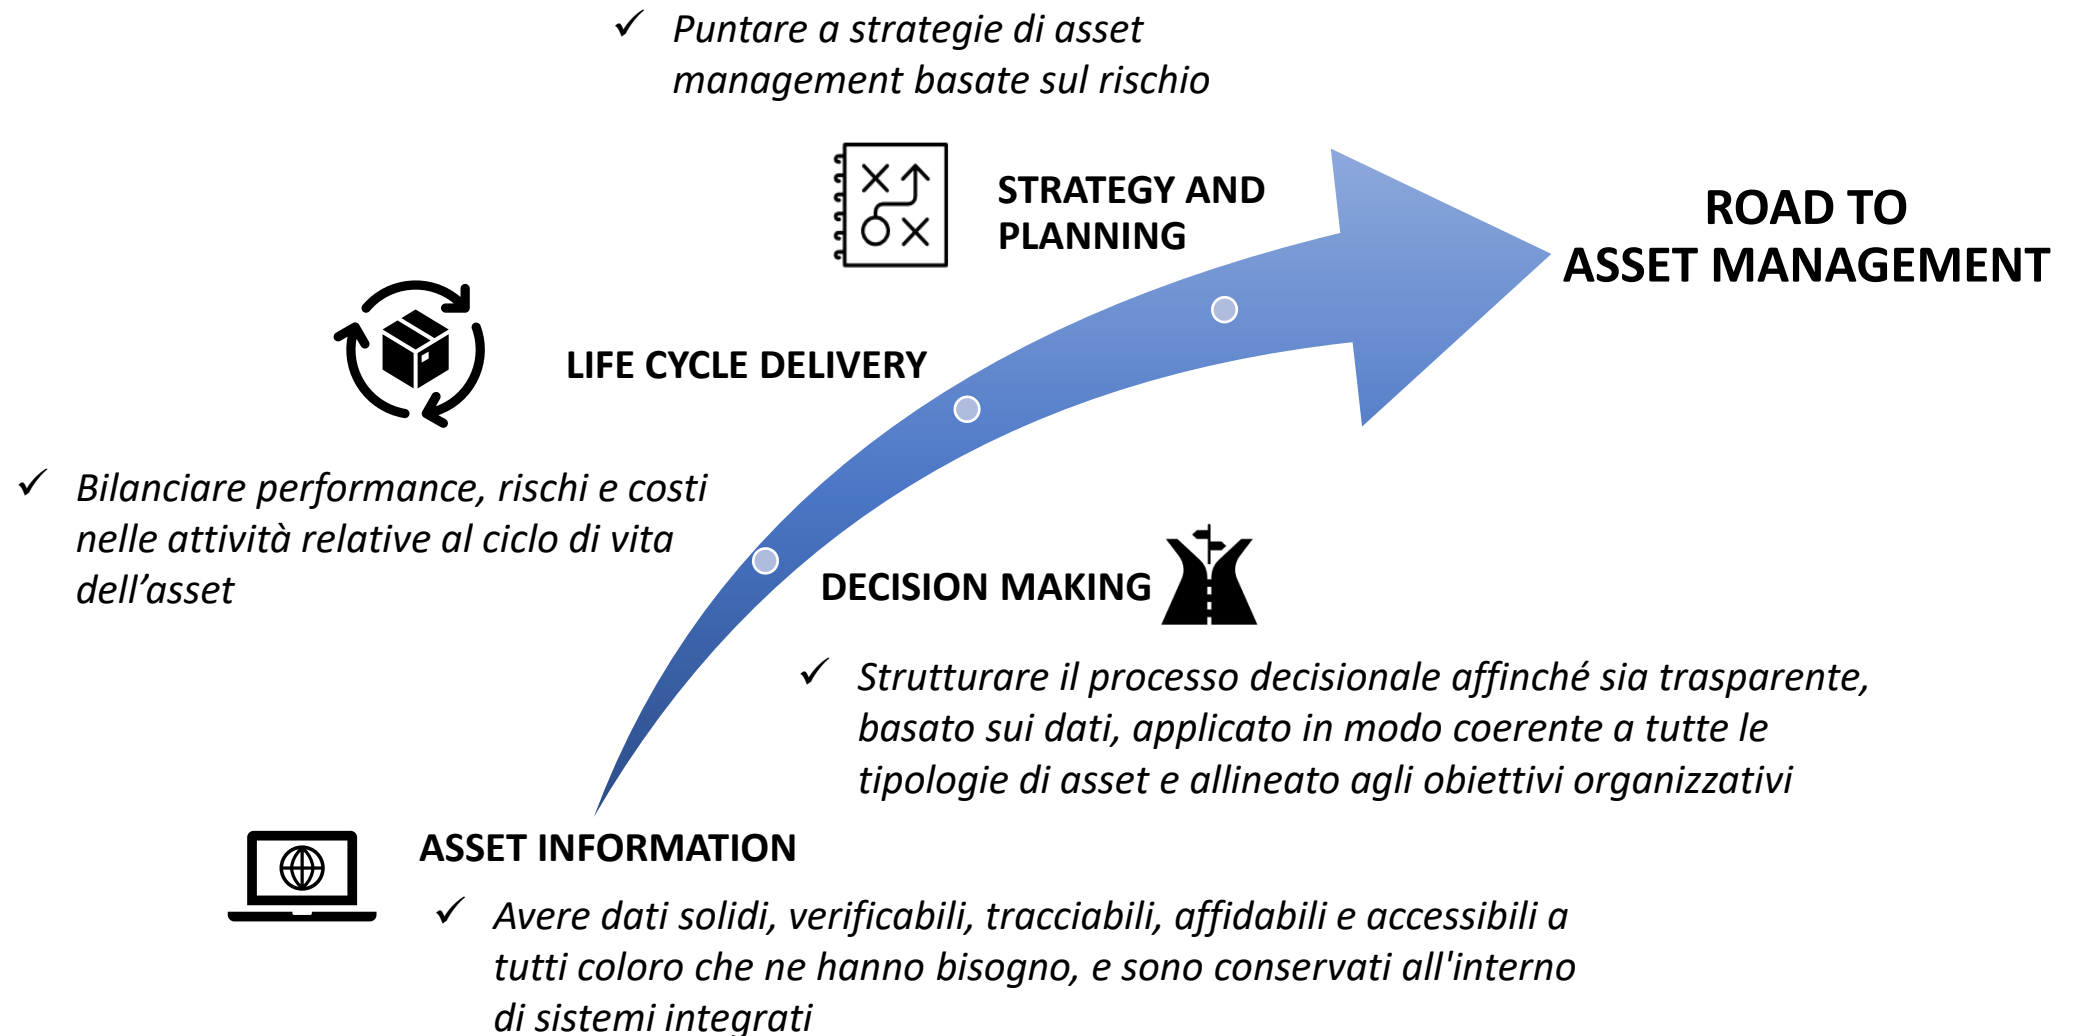 ✓ Puntare a strategie di asset
management basate sul rischio
STRATEGY AND
PLANNING
ROAD TO
ASSET MANAGEMENT
LIFE CYCLE DELIVERY
✓ Bilanciare performance, rischi e costi
nelle attività relative al ciclo di vita
dell’asset
DECISION MAKING
✓ Strutturare il processo decisionale affinché sia trasparente,
basato sui dati, applicato in modo coerente a tutte le
tipologie di asset e allineato agli obiettivi organizzativi
ASSET INFORMATION
✓ Avere dati solidi, verificabili, tracciabili, affidabili e accessibili a
tutti coloro che ne hanno bisogno, e sono conservati all'interno
di sistemi integrati